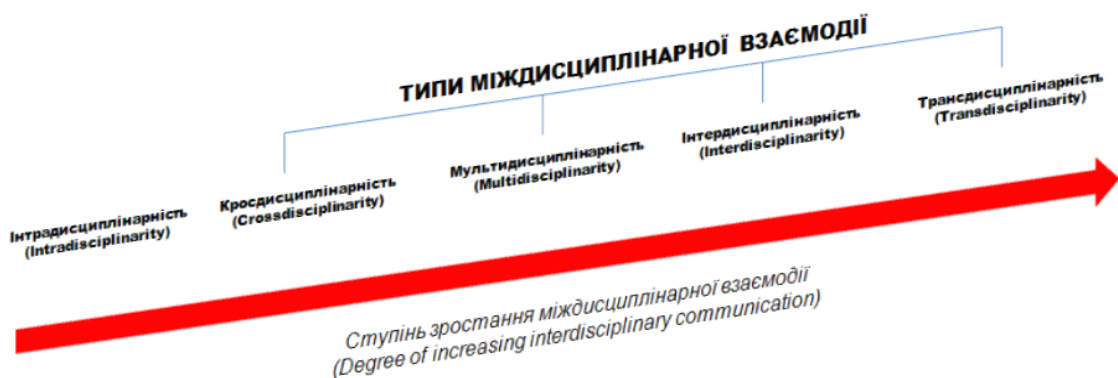 ТИПИ МІЖДИСЦИПЛІНАРНОЇ ВЗАЄМОДІЇ
Інтрадисциплінарність
(Intradisciplinarity)
Кросдисциплінарність
(Crossdisciplinarity)
Мультидисциплінарність
(Multidisciplinarity)
Інтердисциплінарність
(Interdisciplinarity)
Трансдисциплінарність
(Transdisciplinarity)
Ступінь зростання міждисциплінарної взаємодії
(Degree of increasing interdisciplinary communication)